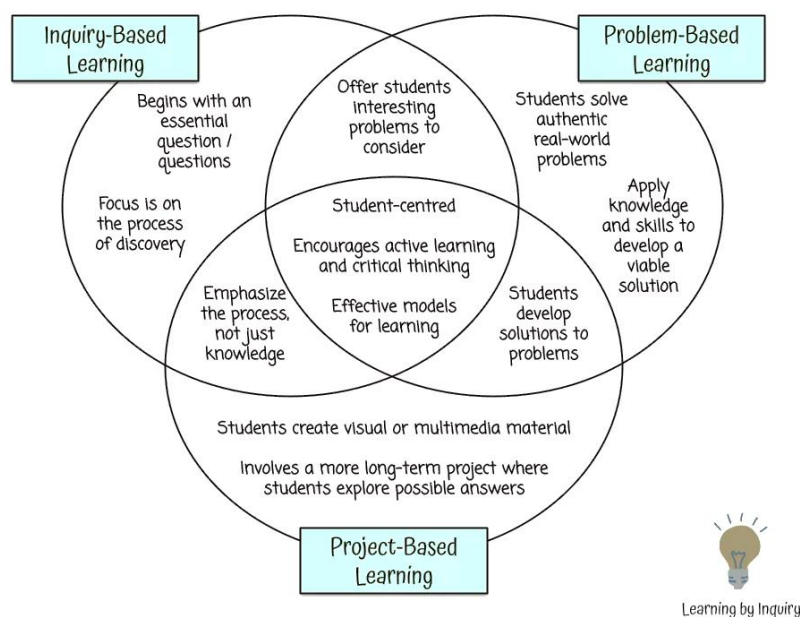 Inquiry-Based
Learning
Problem-Based
Learning
Begins with an
essential
question /
questions
Focus is on
the process
of discovery
Offer students
interesting
problems to
consider
Students solve
authentic
real-world
problems
Apply
knowledge
and skills to
develop a
viable
solution
Student-centred
Encourages active learning
and critical thinking
Effective models
for learning
Emphasize
the process,
not just
knowledge
Students
develop
solutions to
problems
Students create visual or multimedia material
Involves a more long-term project where
students explore possible answers
Project-Based
Learning
Learning by Inquiry